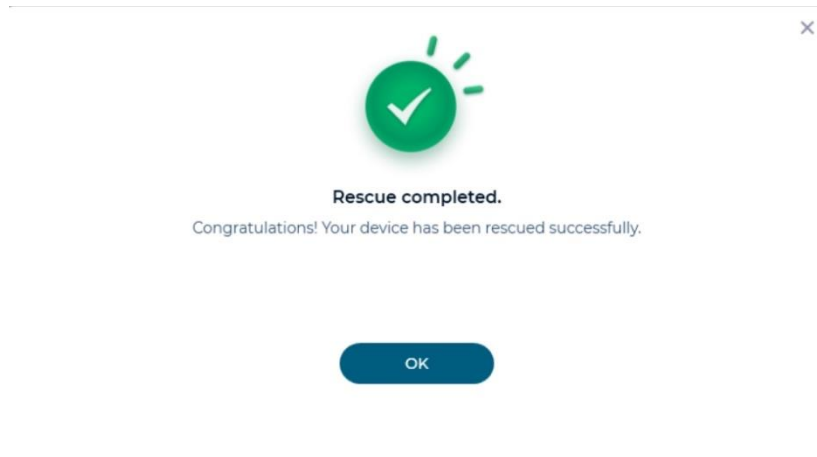 Rescue completed.
Congratulations! Your device has been rescued successfully.
OK